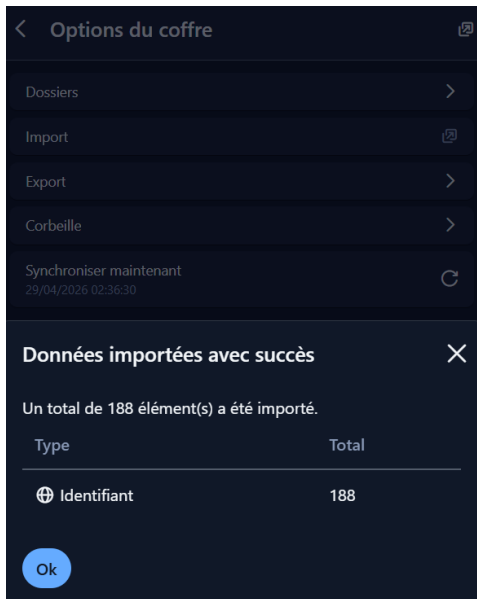 Options du coffre
Dossiers
Import
Export
Corbeille
Synchroniser maintenant
29/04/2026 02:36:30
Données importées avec succès
Un total de 188 élément(s) a été importé.
Type Total
Identifiant 188
Ok